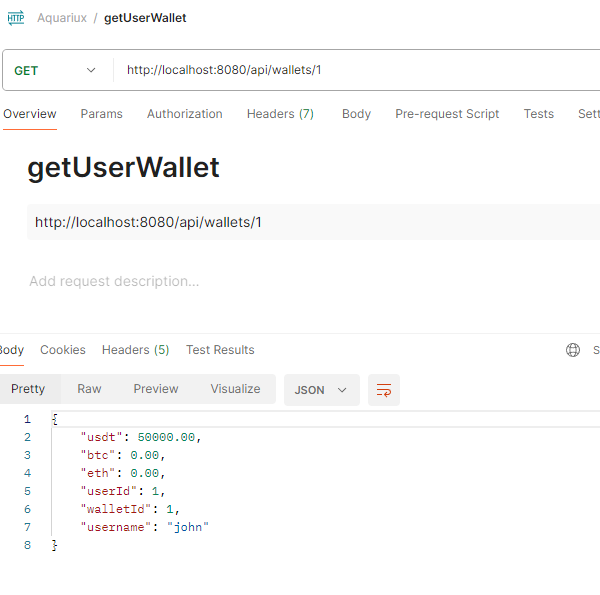 HTTP Aquariux / getUserWallet
GET http://localhost:8080/api/wallets/1
Overview Params Authorization Headers (7) Body Pre-request Script Tests Sett
getUserWallet
http://localhost:8080/api/wallets/1
Add request description...
Body Cookies Headers (5) Test Results S
Pretty Raw Preview Visualize JSON
1 {
2 "usdt": 50000.00,
3 "btc": 0.00,
4 "eth": 0.00,
5 "userId": 1,
6 "walletId": 1,
7 "username": "john"
8 }